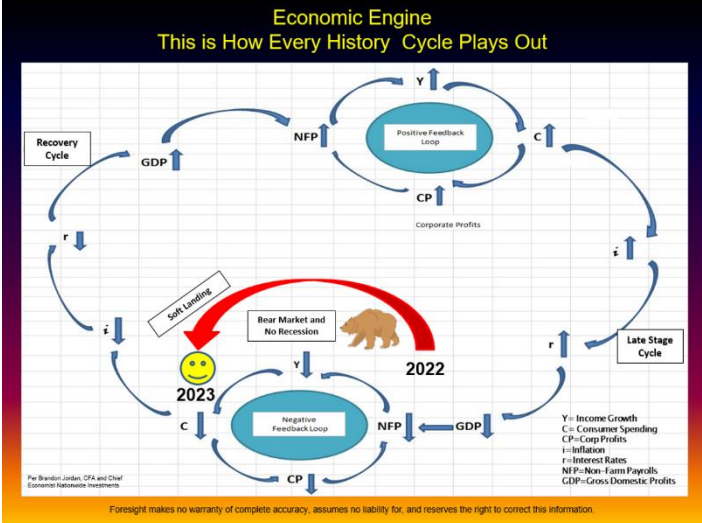 Economic Engine
This is How Every History Cycle Plays Out
Y
Recovery
Cycle
NFP
Positive Feedback
Loop
C
GDP
CP
Corporate Profits
r
i
Soft Landing
Bear Market and
No Recession
i
r
Late Stage
Cycle
2022
2023
Y
C
Negative
Feedback Loop
NFP
GDP
CP
Y= Income Growth
C= Consumer Spending
CP=Corp Profits
i=Inflation
r=Interest Rates
NFP=Non-Farm Payrolls
GDP=Gross Domestic Profits
Per Brandon Jordan, CFA and Chief
Economist Nationwide Investments
Foresight makes no warranty of complete accuracy, assumes no liability for, and reserves the right to correct this information.